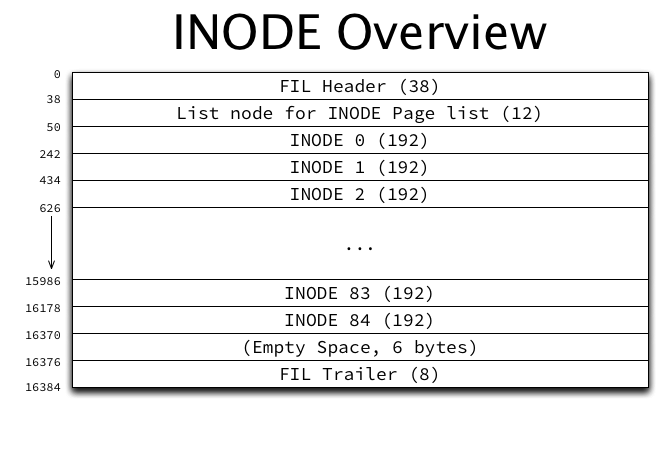 INODE Overview
0
FIL Header (38)
38
List node for INODE Page list (12)
50
INODE 0 (192)
242
INODE 1 (192)
434
INODE 2 (192)
626
...
15986
INODE 83 (192)
16178
INODE 84 (192)
16370
(Empty Space, 6 bytes)
16376
FIL Trailer (8)
16384